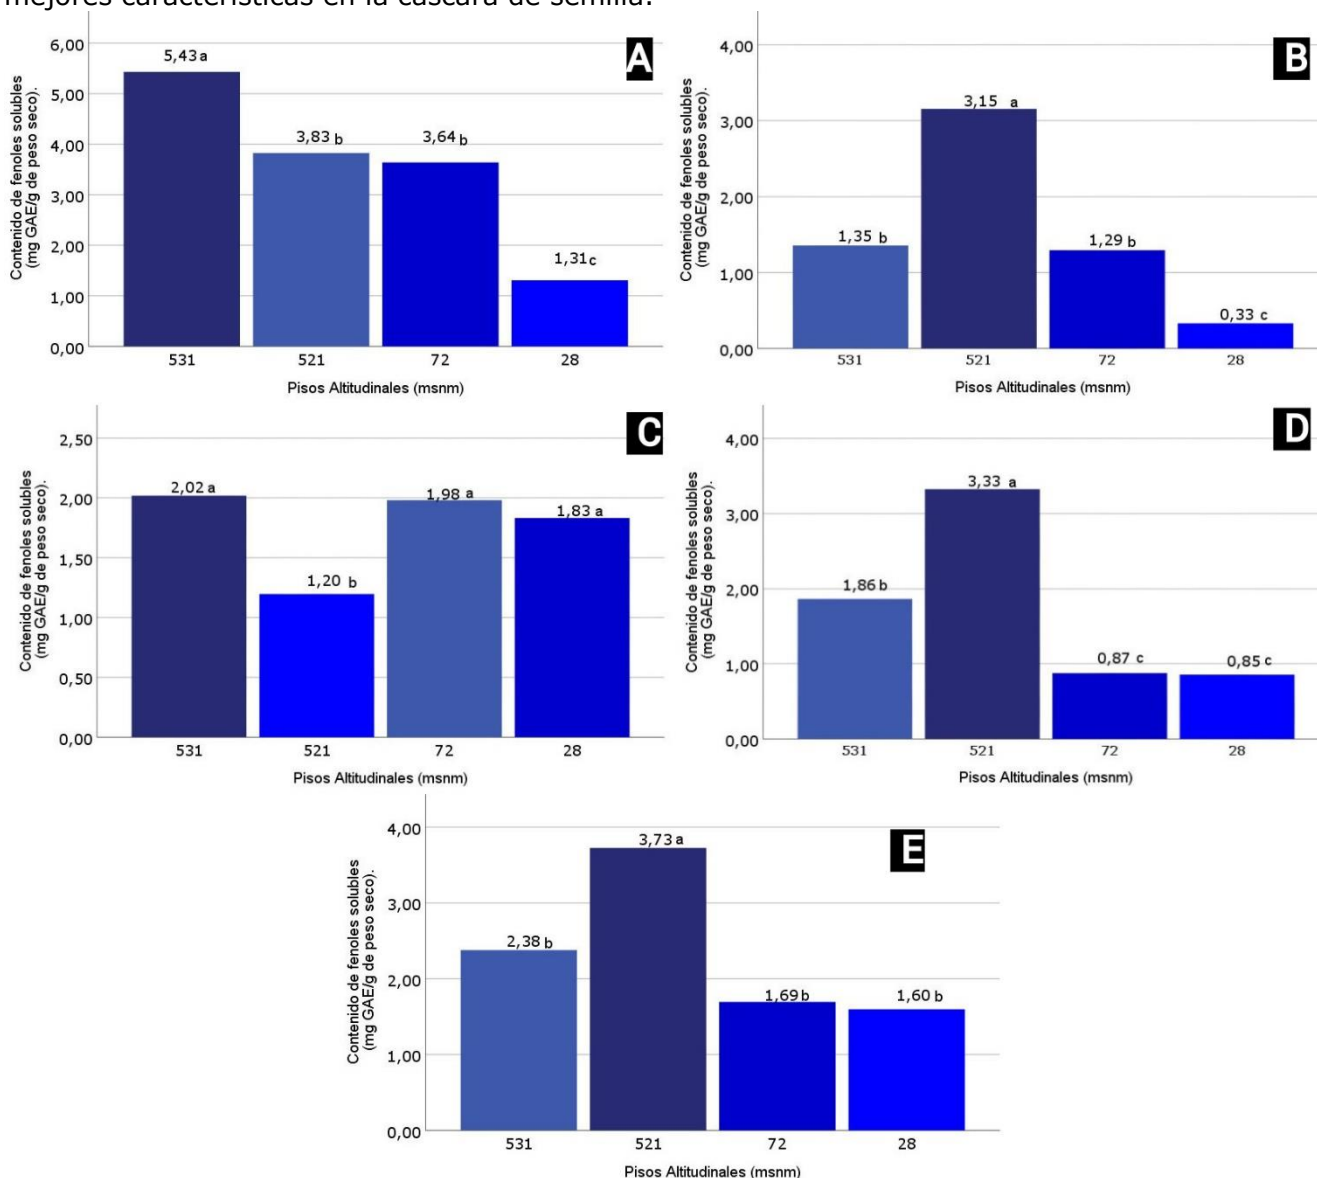 mejores características en la cáscara de semilla.
A
Contenido de fenoles solubles
(mg GAE/g de peso seco).
6,00
5,00
4,00
3,00
2,00
1,00
0,00
5,43 a
3,83 b
3,64 b
1,31 c
531 521 72 28
Pisos Altitudinales (msnm)
B
Contenido de fenoles solubles
(mg GAE/g de peso seco).
4,00
3,00
2,00
1,00
0,00
1,35 b
3,15 a
1,29 b
0,33 c
531 521 72 28
Pisos Altitudinales (msnm)
C
Contenido de fenoles solubles
(mg GAE/g de peso seco).
2,50
2,00
1,50
1,00
0,50
0,00
2,02 a
1,20 b
1,98 a
1,83 a
531 521 72 28
Pisos Altitudinales (msnm)
D
Contenido de fenoles solubles
(mg GAE/g de peso seco).
4,00
3,00
2,00
1,00
0,00
1,86 b
3,33 a
0,87 c
0,85 c
531 521 72 28
Pisos Altitudinales (msnm)
E
Contenido de fenoles solubles
(mg GAE/g de peso seco).
4,00
3,00
2,00
1,00
0,00
2,38 b
3,73 a
1,69 b
1,60 b
531 521 72 28
Pisos Altitudinales (msnm)